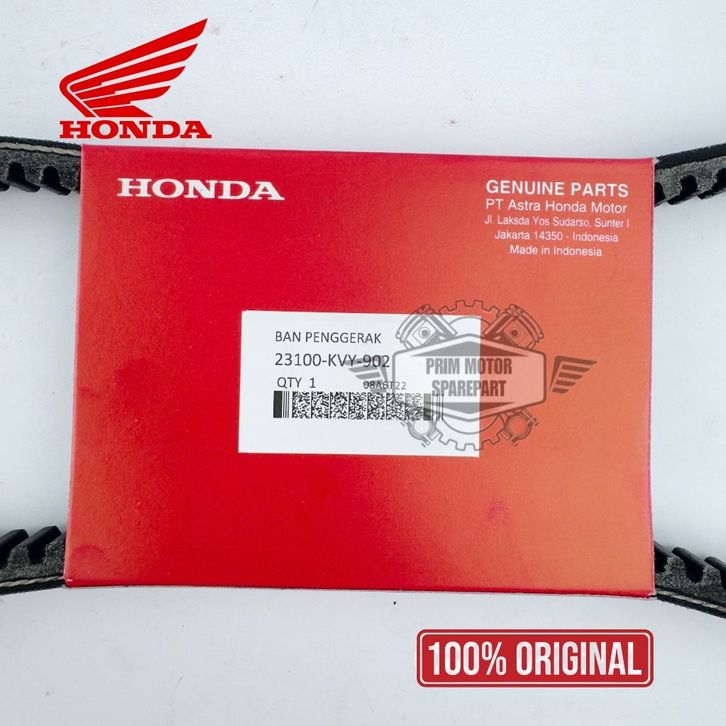 HONDA
HONDA
GENUINE PARTS
PT Astra Honda Motor
Jl. Laksda Yos Sudarso, Sunter I
Jakarta 14350 - Indonesia
Made in Indonesia
BAN PENGGERAK
23100-KVY-902
QTY 1 08A6T22
PRIM MOTOR
SPAREPART
100% ORIGINAL